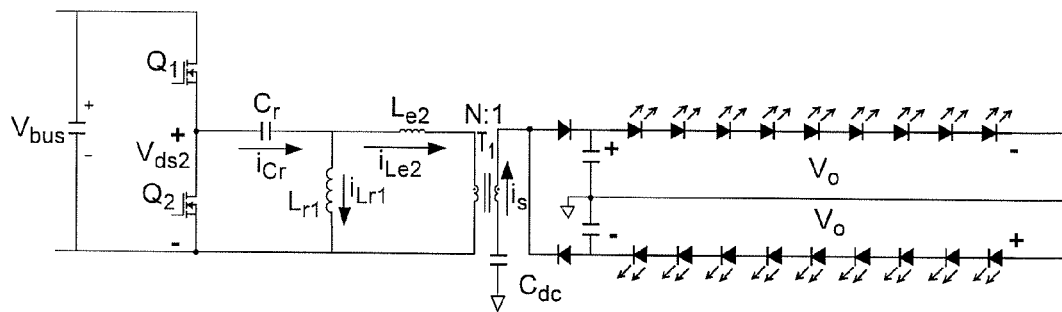 Q1
Cr
Le2
N:1
T1
+
Vbus
-
+
Vds2
iCr
iLe2
is
+
-
Vo
Q2
Lr1
iLr1
Vo
-
-
+
Cdc